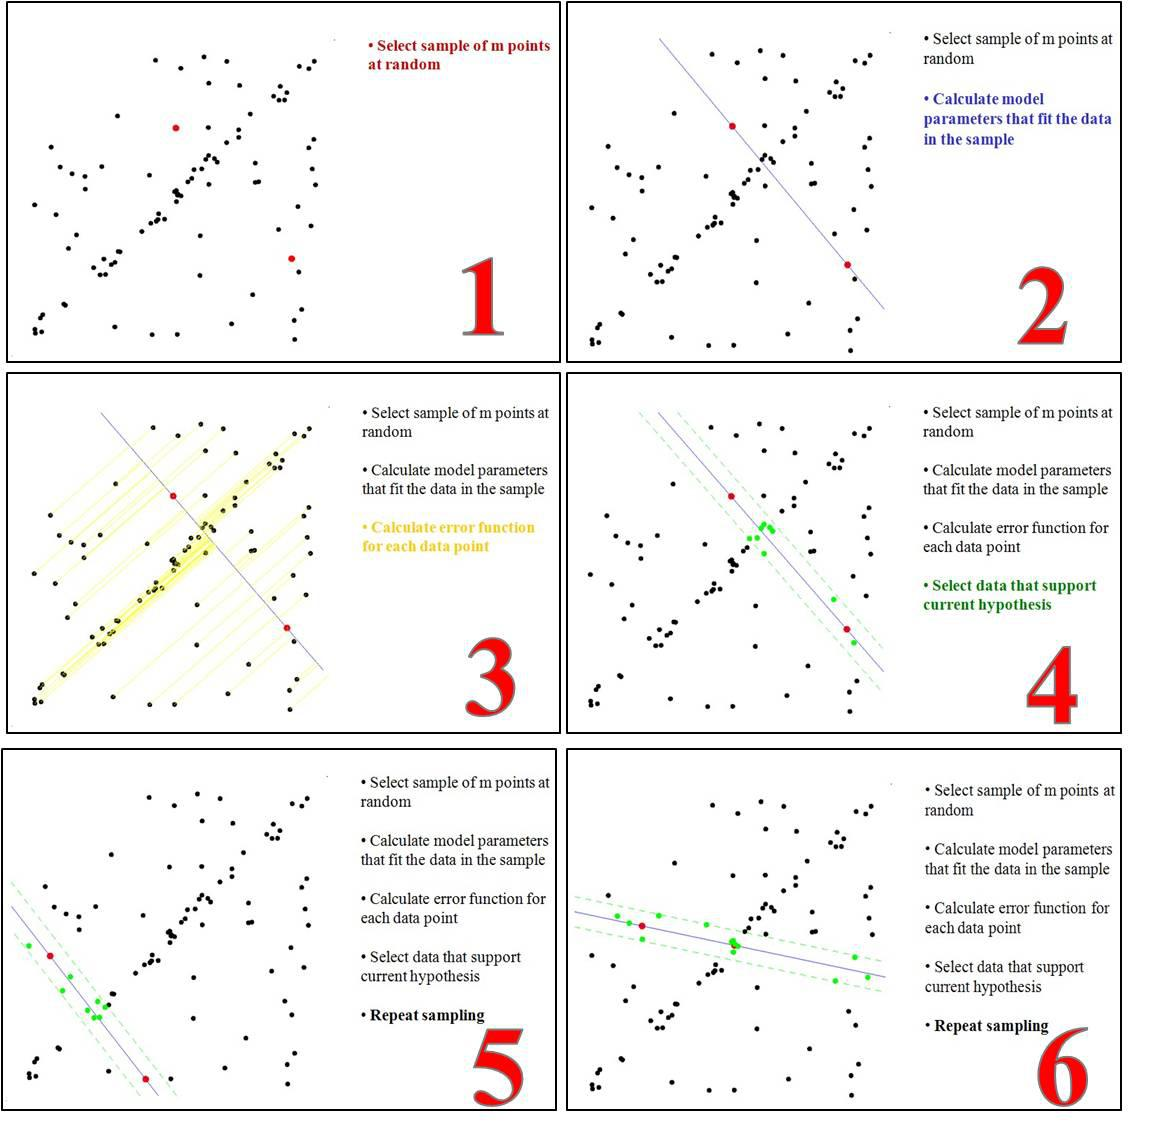 • Select sample of m points
at random
1
• Select sample of m points at
random
• Calculate model
parameters that fit the data
in the sample
2
• Select sample of m points at
random
• Calculate model parameters
that fit the data in the sample
• Calculate error function
for each data point
3
• Select sample of m points at
random
• Calculate model parameters
that fit the data in the sample
• Calculate error function for
each data point
• Select data that support
current hypothesis
4
• Select sample of m points at
random
• Calculate model parameters
that fit the data in the sample
• Calculate error function for
each data point
• Select data that support
current hypothesis
• Repeat sampling
5
• Select sample of m points at
random
• Calculate model parameters
that fit the data in the sample
• Calculate error function for
each data point
• Select data that support
current hypothesis
• Repeat sampling
6